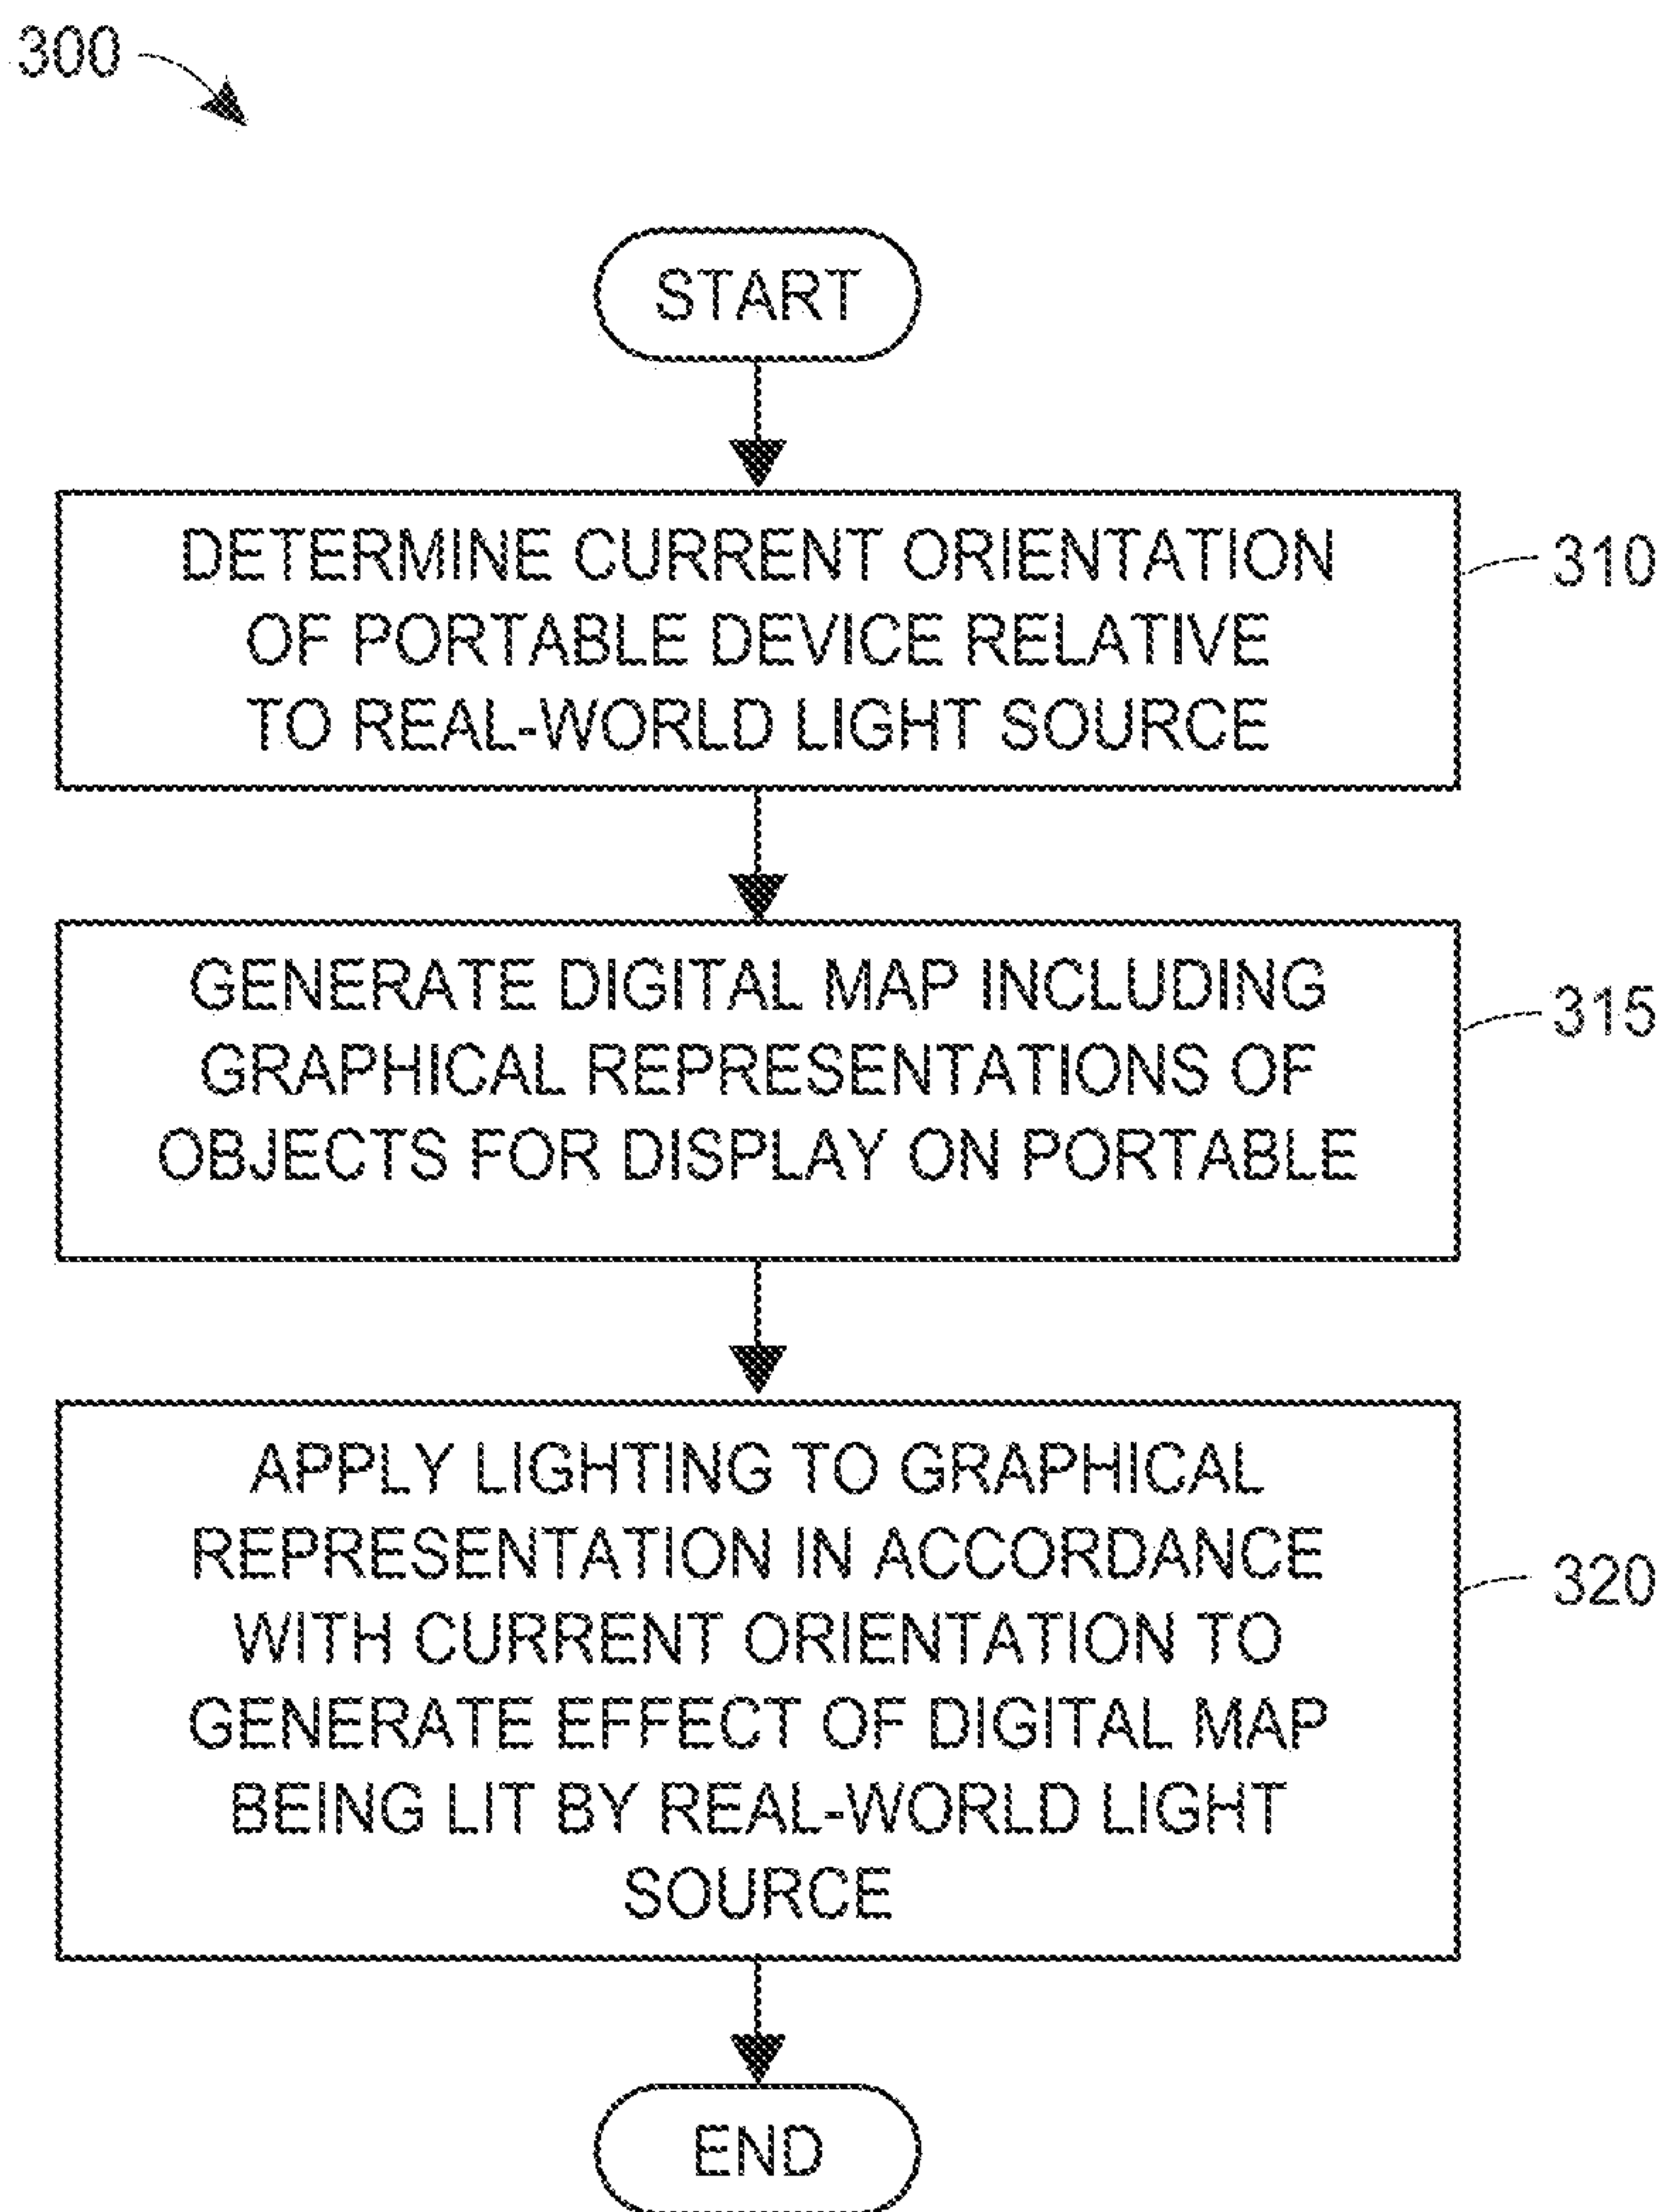 300
START
DETERMINE CURRENT ORIENTATION
OF PORTABLE DEVICE RELATIVE
TO REAL-WORLD LIGHT SOURCE
310
GENERATE DIGITAL MAP INCLUDING
GRAPHICAL REPRESENTATIONS OF
OBJECTS FOR DISPLAY ON PORTABLE
315
APPLY LIGHTING TO GRAPHICAL
REPRESENTATION IN ACCORDANCE
WITH CURRENT ORIENTATION TO
GENERATE EFFECT OF DIGITAL MAP
BEING LIT BY REAL-WORLD LIGHT
SOURCE
320
END